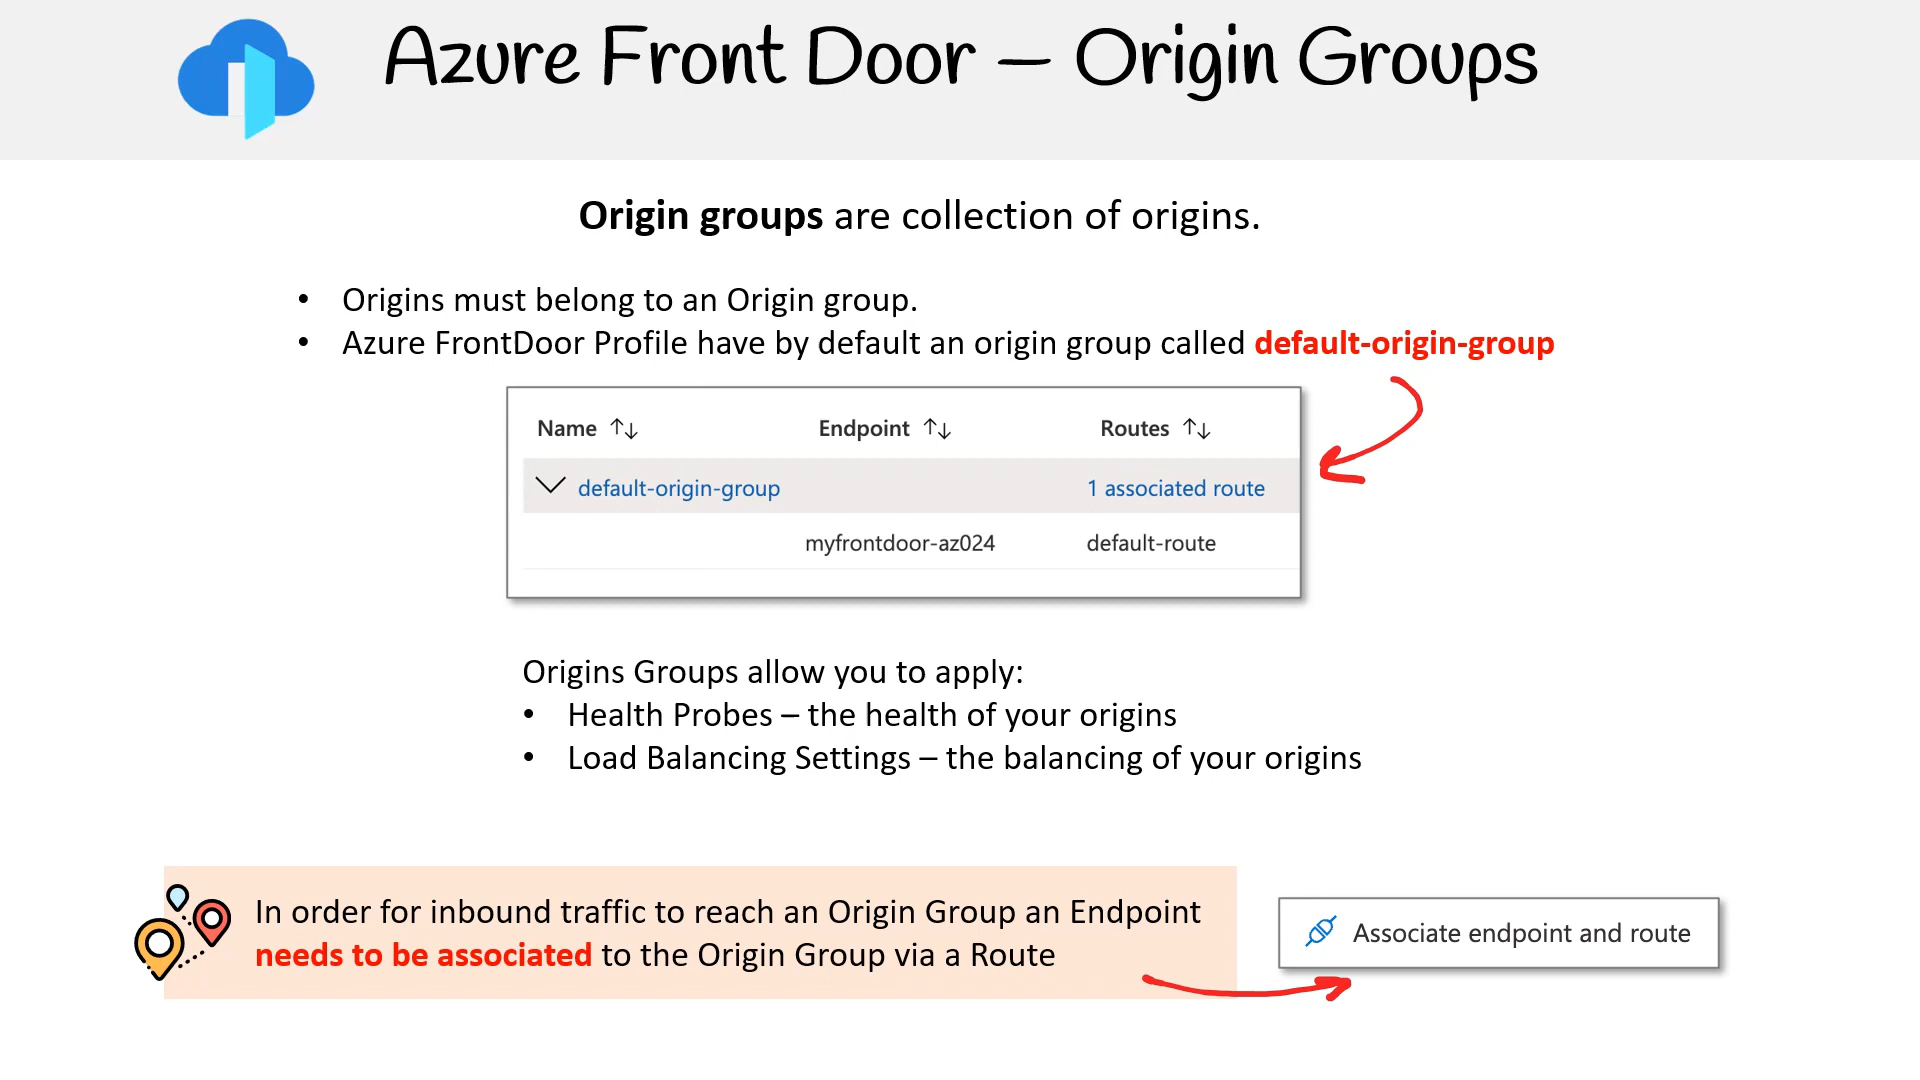 Azure Front Door – Origin Groups
Origin groups are collection of origins.
• Origins must belong to an Origin group.
• Azure FrontDoor Profile have by default an origin group called default-origin-group
Name ↑↓ Endpoint ↑↓ Routes ↑↓
default-origin-group 1 associated route
myfrontdoor-az024 default-route
Origins Groups allow you to apply:
• Health Probes – the health of your origins
• Load Balancing Settings – the balancing of your origins
In order for inbound traffic to reach an Origin Group an Endpoint
needs to be associated to the Origin Group via a Route
Associate endpoint and route